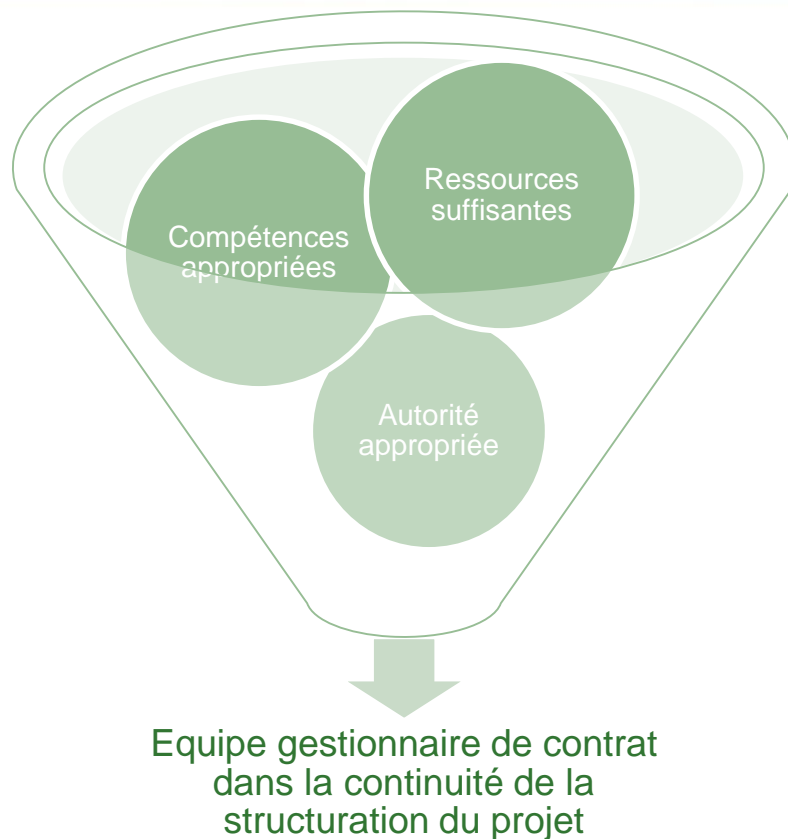 Ressources
suffisantes
Compétences
appropriées
Autorité
appropriée
Equipe gestionnaire de contrat
dans la continuité de la
structuration du projet